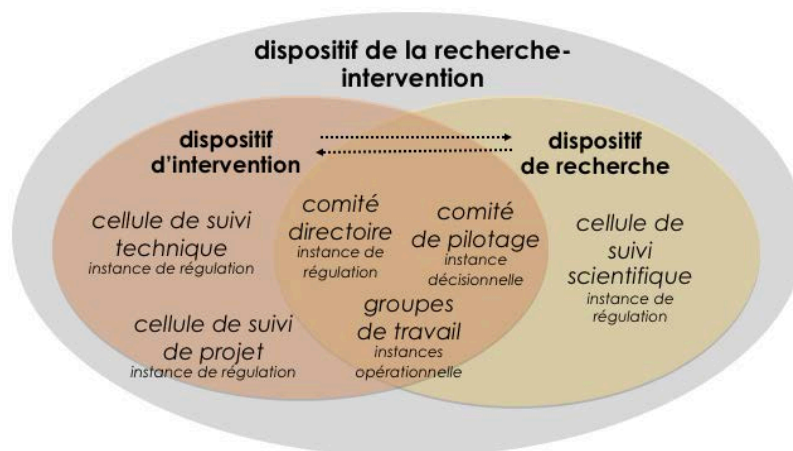 dispositif de la recherche-
intervention
dispositif
d'intervention
dispositif
de recherche
cellule de suivi
technique
instance de régulation
comité
directoire
instance de
régulation
comité
de pilotage
instance
décisionnelle
cellule de
suivi
scientifique
instance de
régulation
cellule de suivi
de projet
instance de régulation
groupes
de travail
instances
opérationnelle